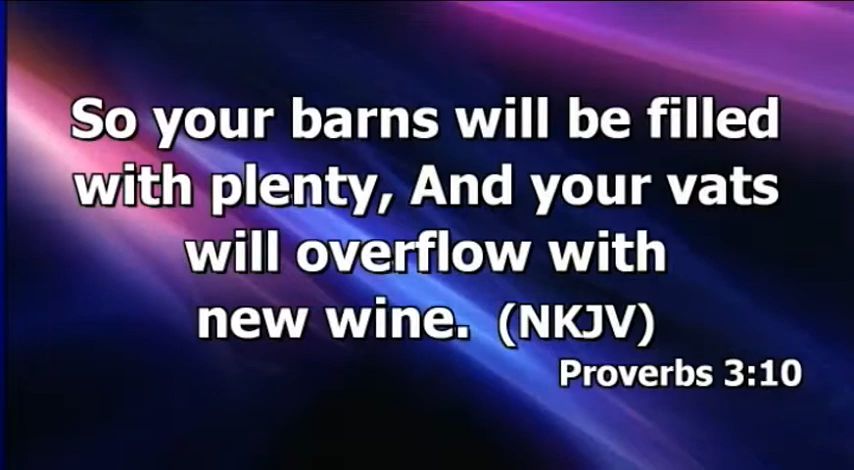 So your barns will be filled
with plenty, And your vats
will overflow with
new wine. (NKJV)
Proverbs 3:10